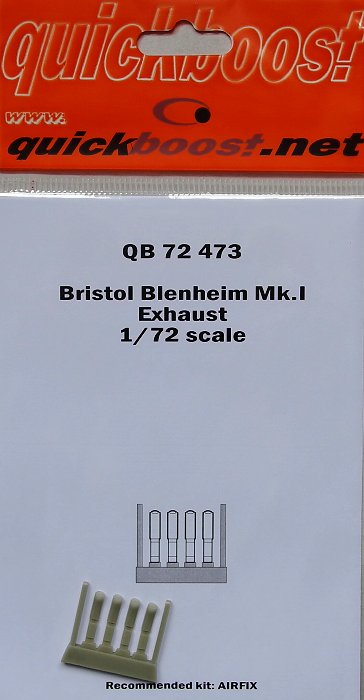 quickboost
www.
quickboost.net
QB 72 473
Bristol Blenheim Mk.I
Exhaust
1/72 scale
Recommended kit: AIRFIX